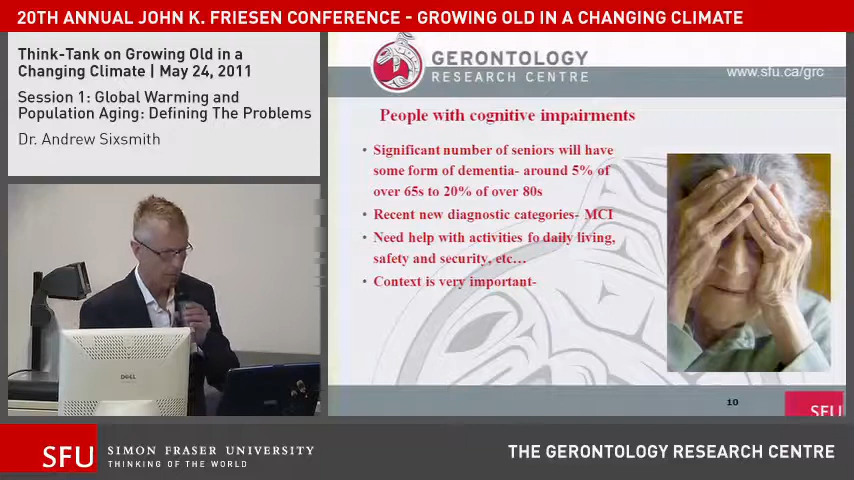 20TH ANNUAL JOHN K. FRIESEN CONFERENCE - GROWING OLD IN A CHANGING CLIMATE
Think-Tank on Growing Old in a
Changing Climate | May 24, 2011
Session 1: Global Warming and
Population Aging: Defining The Problems
Dr. Andrew Sixsmith
DELL
GERONTOLOGY
RESEARCH CENTRE
www.sfu.ca/grc
People with cognitive impairments
• Significant number of seniors will have
some form of dementia- around 5% of
over 65s to 20% of over 80s
• Recent new diagnostic categories- MCI
• Need help with activities fo daily living,
safety and security, etc…
• Context is very important-
10
SFU
SFU
SIMON FRASER UNIVERSITY
THINKING OF THE WORLD
THE GERONTOLOGY RESEARCH CENTRE